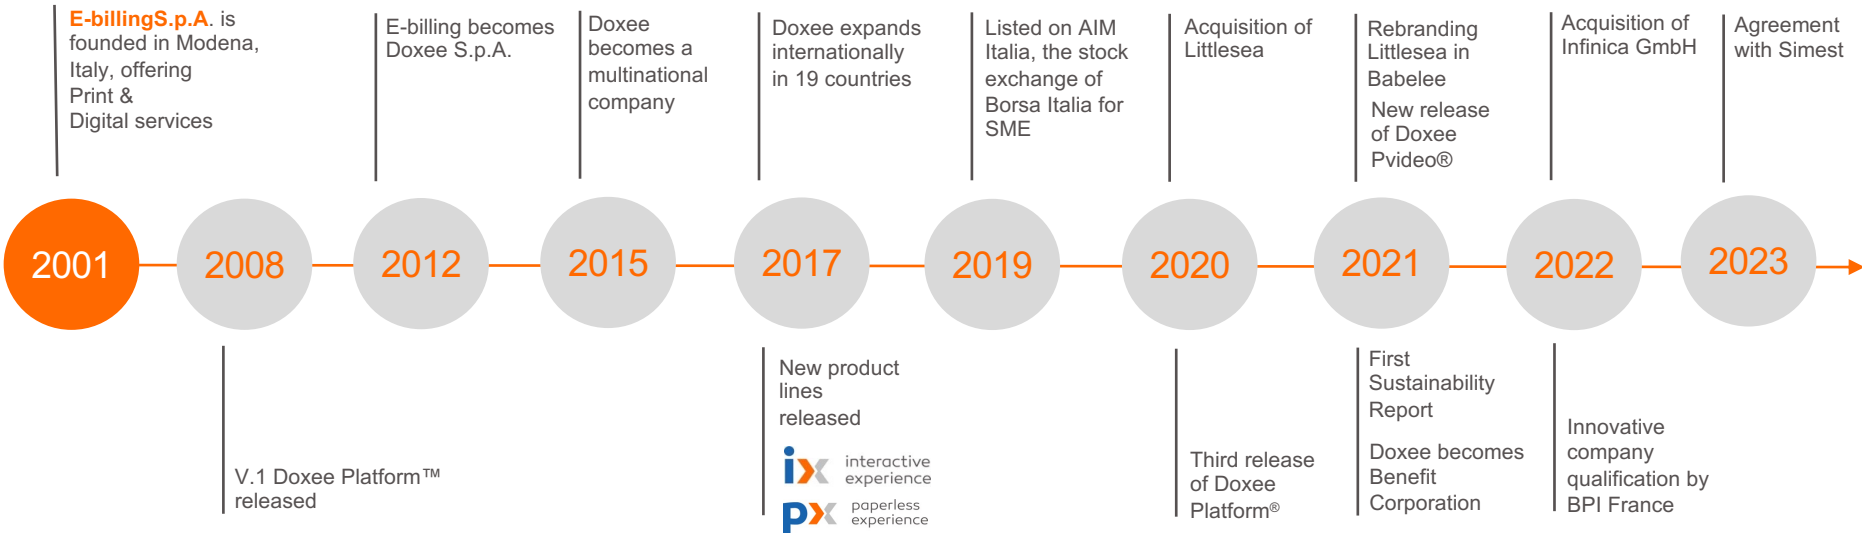 E-billingS.p.A. is
founded in Modena,
Italy, offering
Print &
Digital services
E-billing becomes
Doxee S.p.A.
Doxee
becomes a
multinational
company
Doxee expands
internationally
in 19 countries
Listed on AIM
Italia, the stock
exchange of
Borsa Italia for
SME
Acquisition of
Littlesea
Rebranding
Littlesea in
Babelee
New release
of Doxee
Pvideo®
Acquisition of
Infinica GmbH
Agreement
with Simest
2001
2008
2012
2015
2017
2019
2020
2021
2022
2023
V.1 Doxee Platform™
released
New product
lines
released
ix interactive
experience
px paperless
experience
Third release
of Doxee
Platform®
First
Sustainability
Report
Doxee becomes
Benefit
Corporation
Innovative
company
qualification by
BPI France